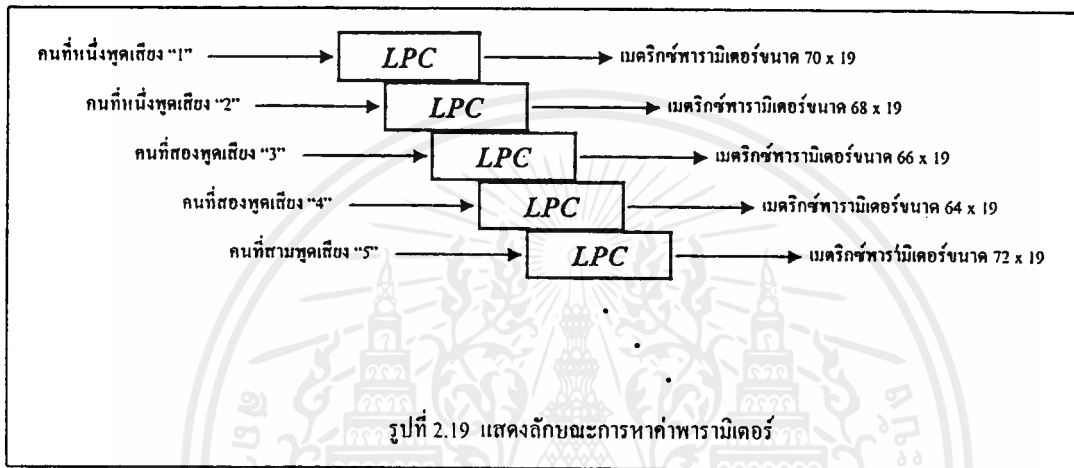 คนที่หนึ่งพูดเสียง "1" LPC เมตริกซ์พารามิเตอร์ขนาด 70 x 19
คนที่หนึ่งพูดเสียง "2" LPC เมตริกซ์พารามิเตอร์ขนาด 68 x 19
คนที่สองพูดเสียง "3" LPC เมตริกซ์พารามิเตอร์ขนาด 66 x 19
คนที่สองพูดเสียง "4" LPC เมตริกซ์พารามิเตอร์ขนาด 64 x 19
คนที่สามพูดเสียง "5" LPC เมตริกซ์พารามิเตอร์ขนาด 72 x 19
รูปที่ 2.19 แสดงลักษณะการหาค่าพารามิเตอร์